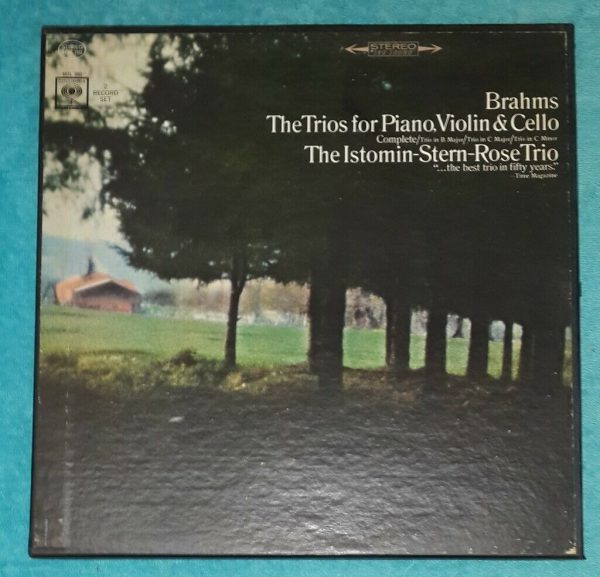 STEREO
Brahms
The Trios for Piano, Violin & Cello
Complete/Trio in B Major/Trio in C Major/Trio in C Minor
The Istomin-Stern-Rose Trio
"...the best trio in fifty years."
—Time Magazine
2
RECORD
SET